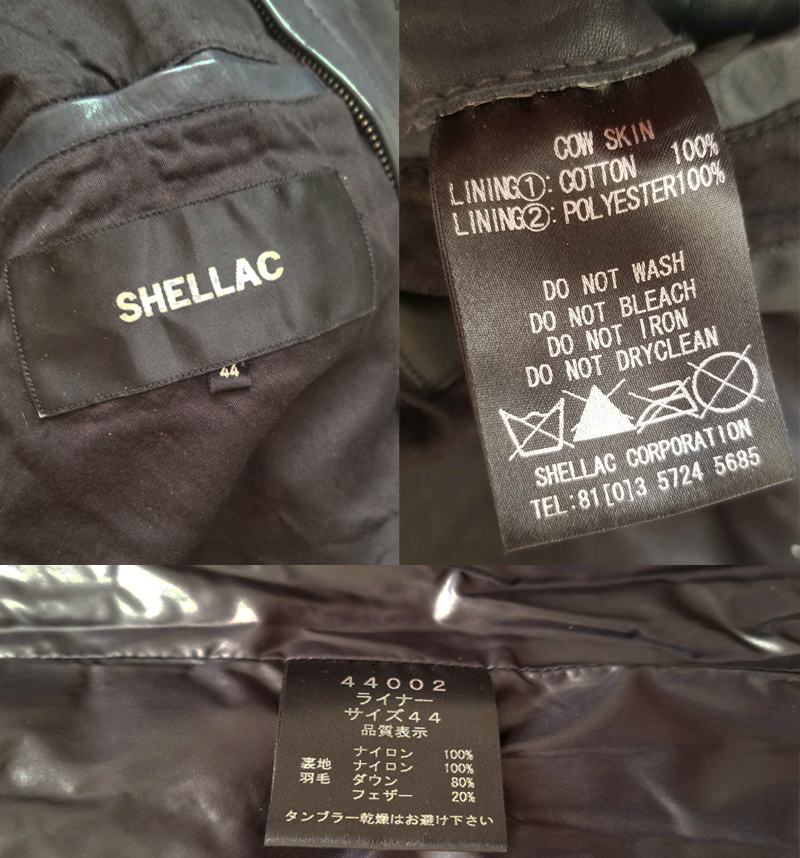 SHELLAC
44
COW SKIN 100%
LINING①: COTTON 100%
LINING②: POLYESTER100%
DO NOT WASH
DO NOT BLEACH
DO NOT IRON
DO NOT DRYCLEAN
SHELLAC CORPORATION
TEL:81[0]3 5724 5685
44002
ライナー
サイズ44
品質表示
ナイロン 100%
裏地 ナイロン 100%
羽毛 ダウン 80%
フェザー 20%
タンブラー乾燥はお避け下さい